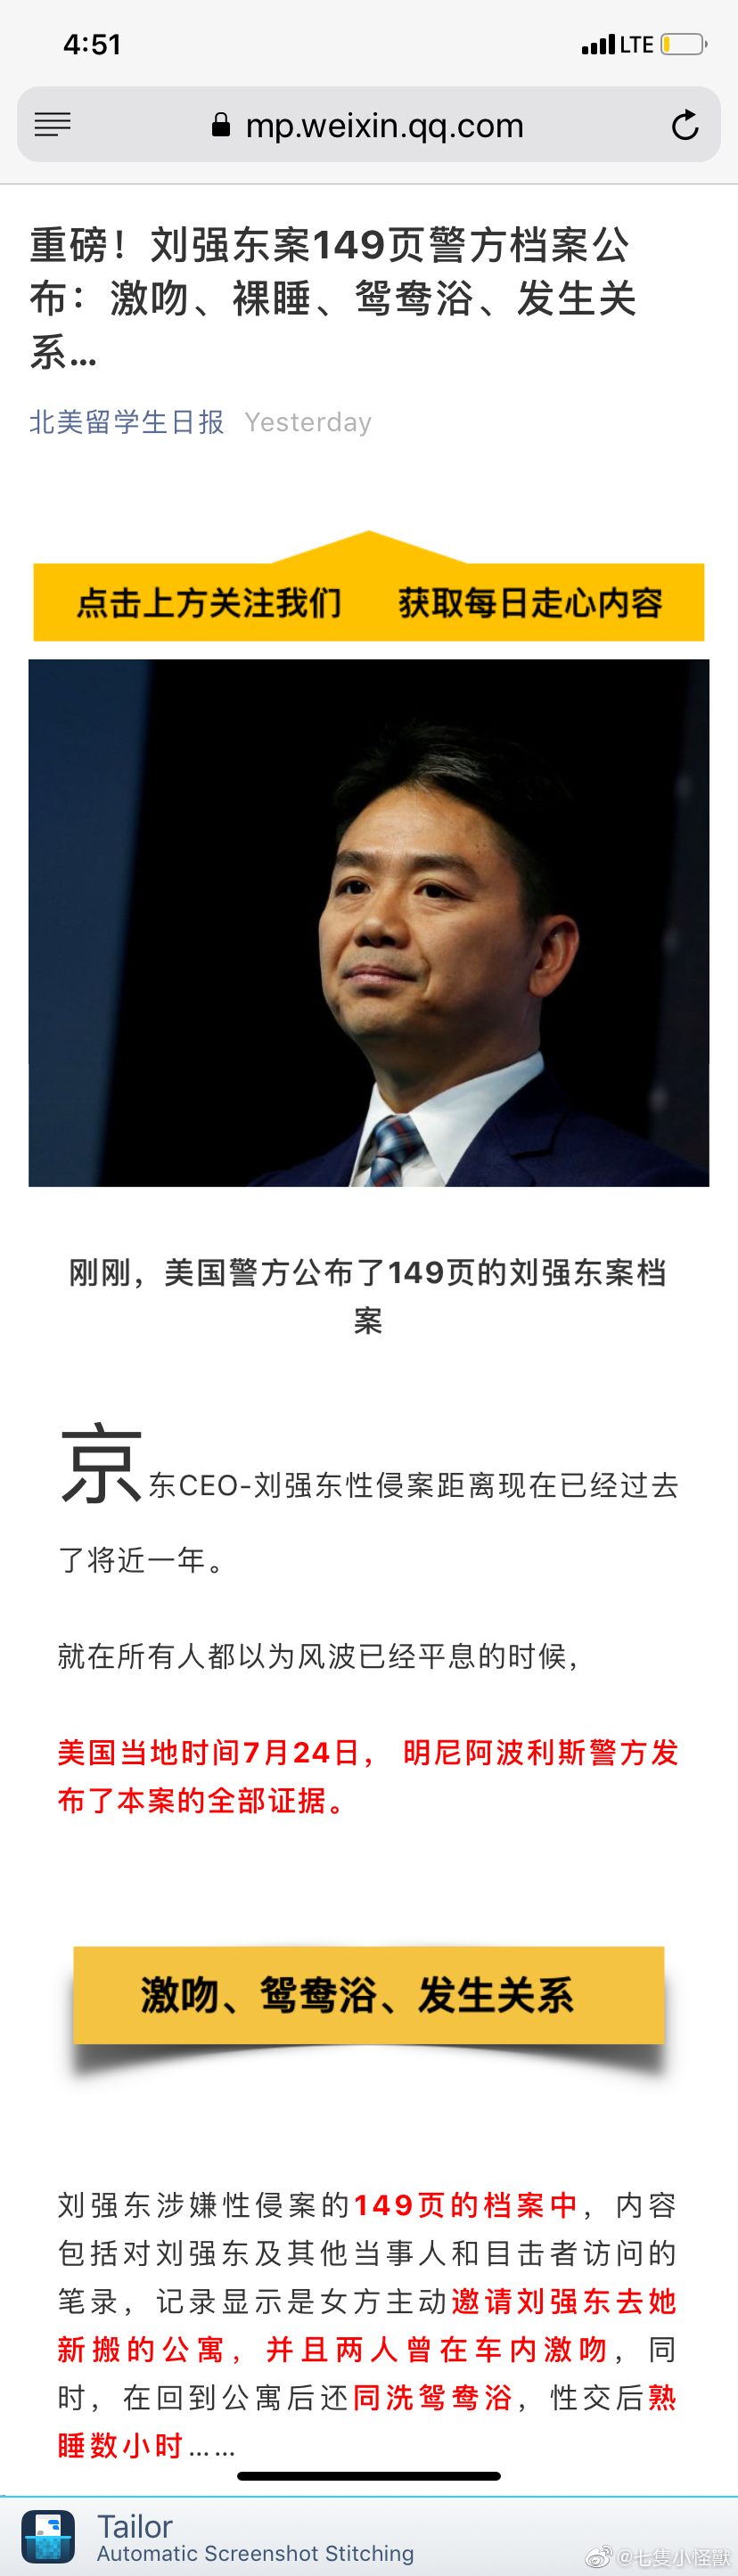 4:51
LTE
mp.weixin.qq.com
重磅！刘强东案149页警方档案公
布：激吻、裸睡、鸳鸯浴、发生关
系...
北美留学生日报 Yesterday
点击上方关注我们 获取每日走心内容
刚刚，美国警方公布了149页的刘强东案档
案
京东CEO-刘强东性侵案距离现在已经过去
了将近一年。
就在所有人都以为风波已经平息的时候，
美国当地时间7月24日， 明尼阿波利斯警方发
布了本案的全部证据。
激吻、鸳鸯浴、发生关系
刘强东涉嫌性侵案的149页的档案中，内容
包括对刘强东及其他当事人和目击者访问的
笔录，记录显示是女方主动邀请刘强东去她
新搬的公寓，并且两人曾在车内激吻，同
时，在回到公寓后还同洗鸳鸯浴，性交后熟
睡数小时……
Tailor
Automatic Screenshot Stitching
@七隻小怪獸